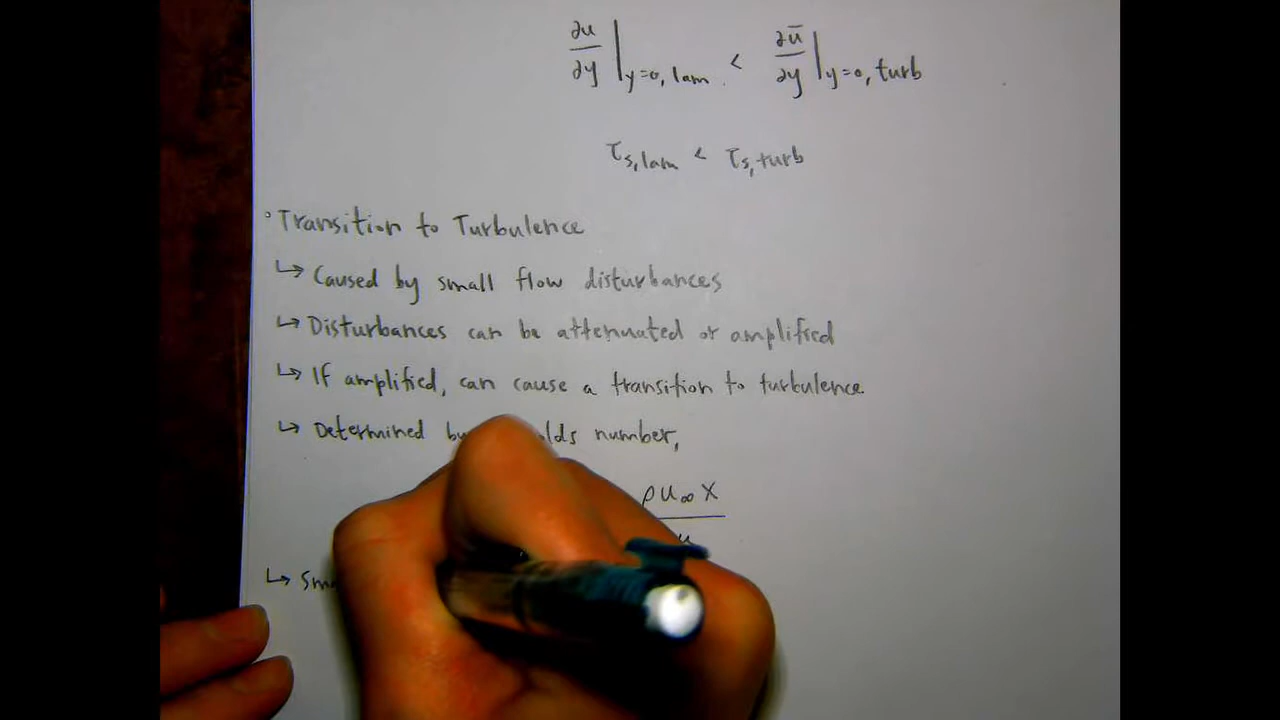 ∂u/∂y |y=0, lam < ∂ū/∂y |y=0, turb
τs,lam < τs,turb
• Transition to Turbulence
↳ Caused by small flow disturbances
↳ Disturbances can be attenuated or amplified
↳ If amplified, can cause a transition to turbulence.
↳ Determined number,
ρu∞x
↳